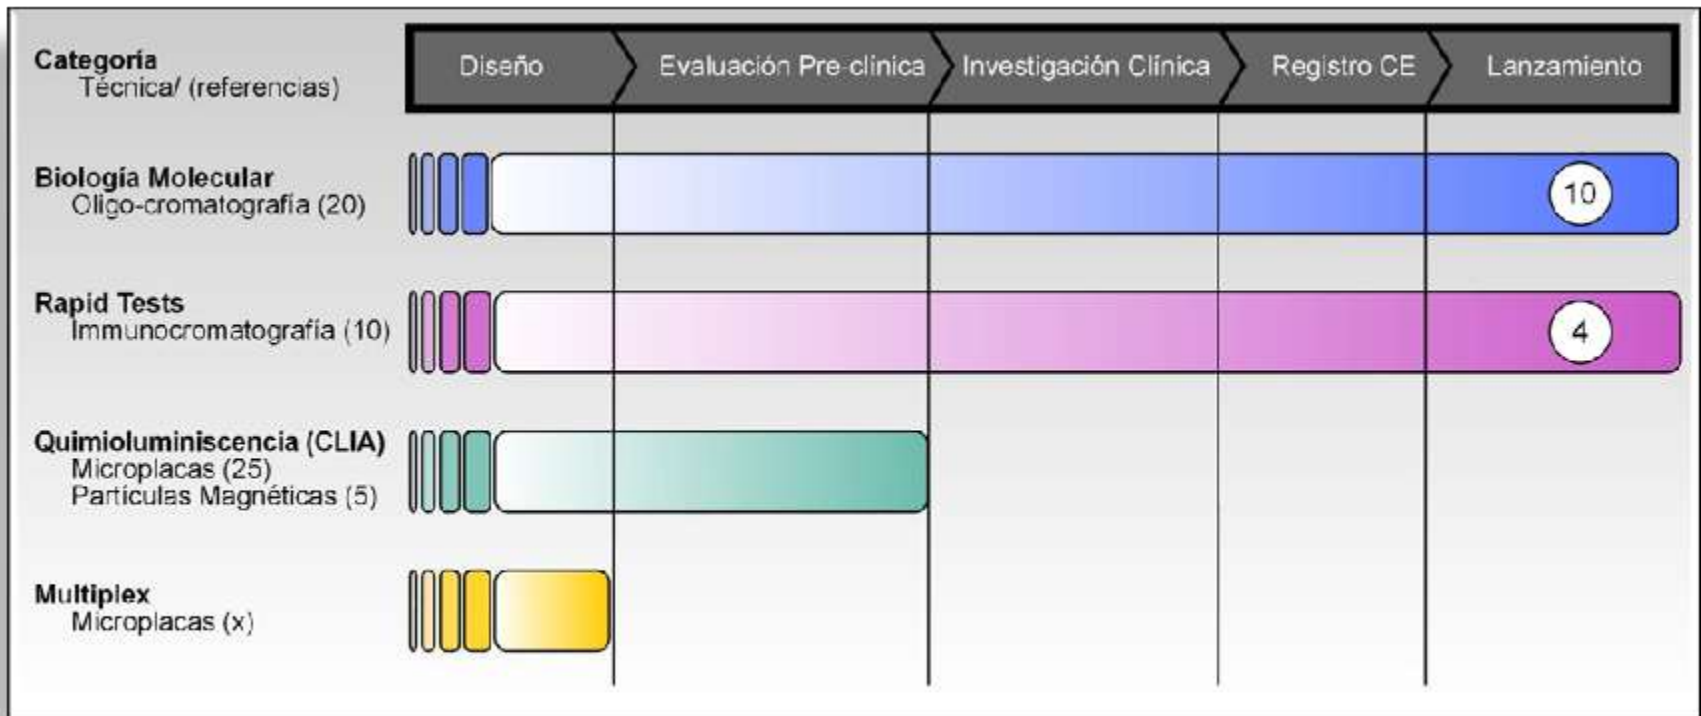 Categoría
Técnica/ (referencias)
Diseño
Evaluación Pre-clínica
Investigación Clínica
Registro CE
Lanzamiento
Biología Molecular
Oligo-cromatografía (20)
10
Rapid Tests
Immunocromatografía (10)
4
Quimioluminiscencia (CLIA)
Microplacas (25)
Partículas Magnéticas (5)
Multiplex
Microplacas (x)